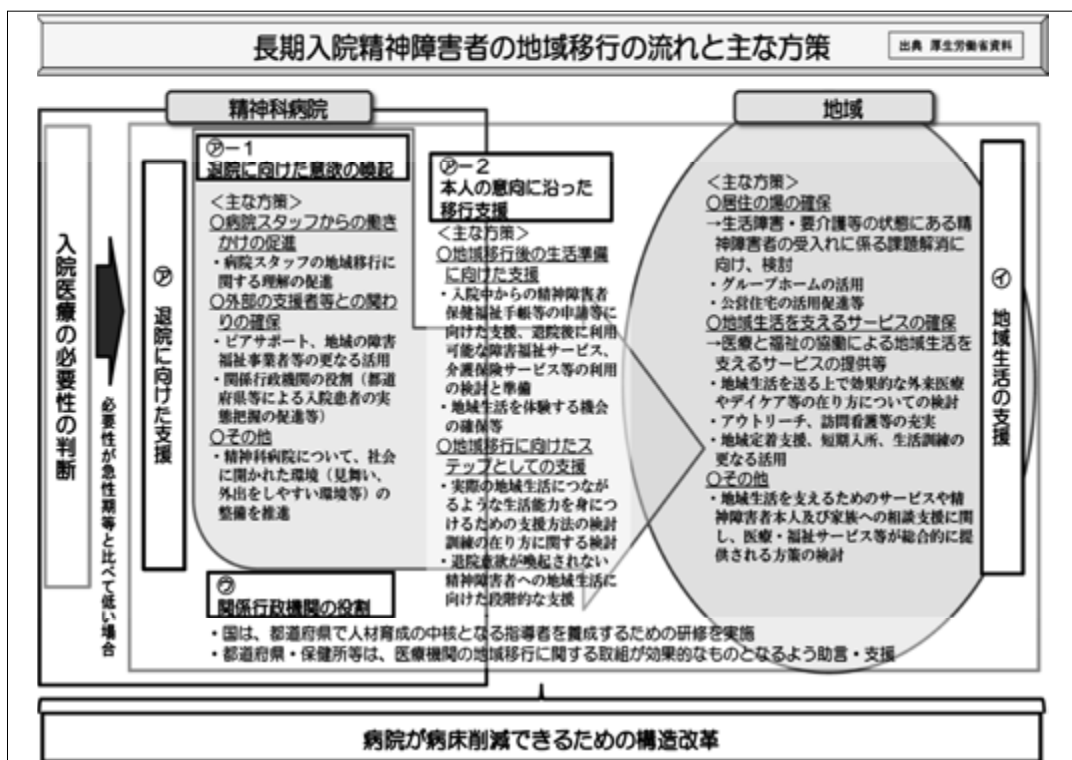 長期入院精神障害者の地域移行の流れと主な方策
出典 厚生労働省資料
精神科病院
地域
入院医療の必要性の判断
必要性が急性期等と比べて低い場合
㋐
退院に向けた支援
㋐－1
退院に向けた意欲の喚起
＜主な方策＞
○病院スタッフからの働き
かけの促進
・病院スタッフの地域移行に
関する理解の促進
○外部の支援者等との関わ
りの確保
・ピアサポート、地域の障害
福祉事業者等の更なる活用
・関係行政機関の役割（都道
府県等による入院患者の実
態把握の促進等）
○その他
・精神科病院について、社会
に開かれた環境（見舞い、
外出をしやすい環境等）の
整備を推進
㋐－2
本人の意向に沿った
移行支援
＜主な方策＞
○地域移行後の生活準備
に向けた支援
・入院中からの精神障害者
保健福祉手帳等の申請等に
向けた支援、退院後に利用
可能な障害福祉サービス、
介護保険サービス等の利用
の検討と準備
・地域生活を体験する機会
の確保等
○地域移行に向けたス
テップとしての支援
・実際の地域生活につなが
るような生活能力を身につ
けるための支援方法の検討
訓練の在り方に関する検討
・退院意欲が喚起されない
精神障害者への地域生活に
向けた段階的な支援
＜主な方策＞
○居住の場の確保
→生活障害・要介護等の状態にある精
神障害者の受入れに係る課題解消に
向け、検討
・グループホームの活用
・公営住宅の活用促進等
○地域生活を支えるサービスの確保
→医療と福祉の協働による地域生活を
支えるサービスの提供等
・地域生活を送る上で効果的な外来医療
やデイケア等の在り方についての検討
・アウトリーチ、訪問看護等の充実
・地域定着支援、短期入所、生活訓練の
更なる活用
○その他
・地域生活を支えるためのサービスや精
神障害者本人及び家族への相談支援に関
し、医療・福祉サービス等が総合的に提
供される方策の検討
㋑
地域生活の支援
㋒
関係行政機関の役割
・国は、都道府県で人材育成の中核となる指導者を養成するための研修を実施
・都道府県・保健所等は、医療機関の地域移行に関する取組が効果的なものとなるよう助言・支援
病院が病床削減できるための構造改革